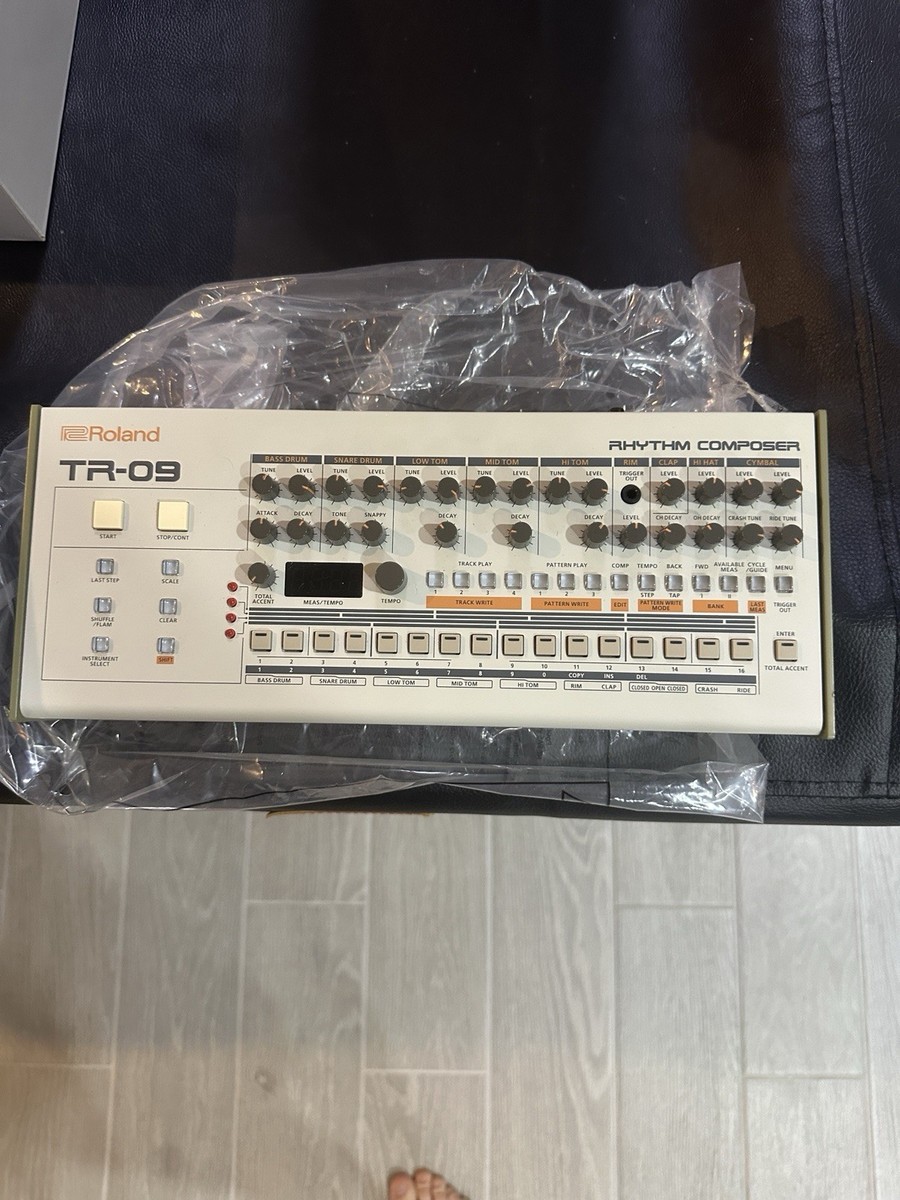 Roland
RHYTHM COMPOSER
TR-09
BASS DRUM SNARE DRUM LOW TOM MID TOM HI TOM RIM CLAP HI HAT CYMBAL
TUNE LEVEL TUNE LEVEL TUNE LEVEL TUNE LEVEL TUNE LEVEL TRIGGER OUT LEVEL LEVEL LEVEL LEVEL
ATTACK DECAY TONE SNAPPY DECAY DECAY DECAY LEVEL CH DECAY OH DECAY CRASH TUNE RIDE TUNE
START STOP/CONT
TRACK PLAY PATTERN PLAY COMP TEMPO BACK FWD AVAILABLE MEAS CYCLE /GUIDE MENU
LAST STEP SCALE
TOTAL ACCENT MEAS/TEMPO TEMPO
1 2 3 4 1 2 3 STEP TAP I II
TRACK WRITE PATTERN WRITE EDIT PATTERN WRITE MODE BANK LAST MEAS TRIGGER OUT
SHUFFLE /FLAM CLEAR
INSTRUMENT SELECT SHIFT
ENTER
TOTAL ACCENT
1 2 3 4 5 6 7 8 9 10 11 12 13 14 15 16
1 2 3 4 5 6 7 8 9 0 COPY INS DEL
BASS DRUM SNARE DRUM LOW TOM MID TOM HI TOM RIM CLAP CLOSED OPEN CLOSED CRASH RIDE